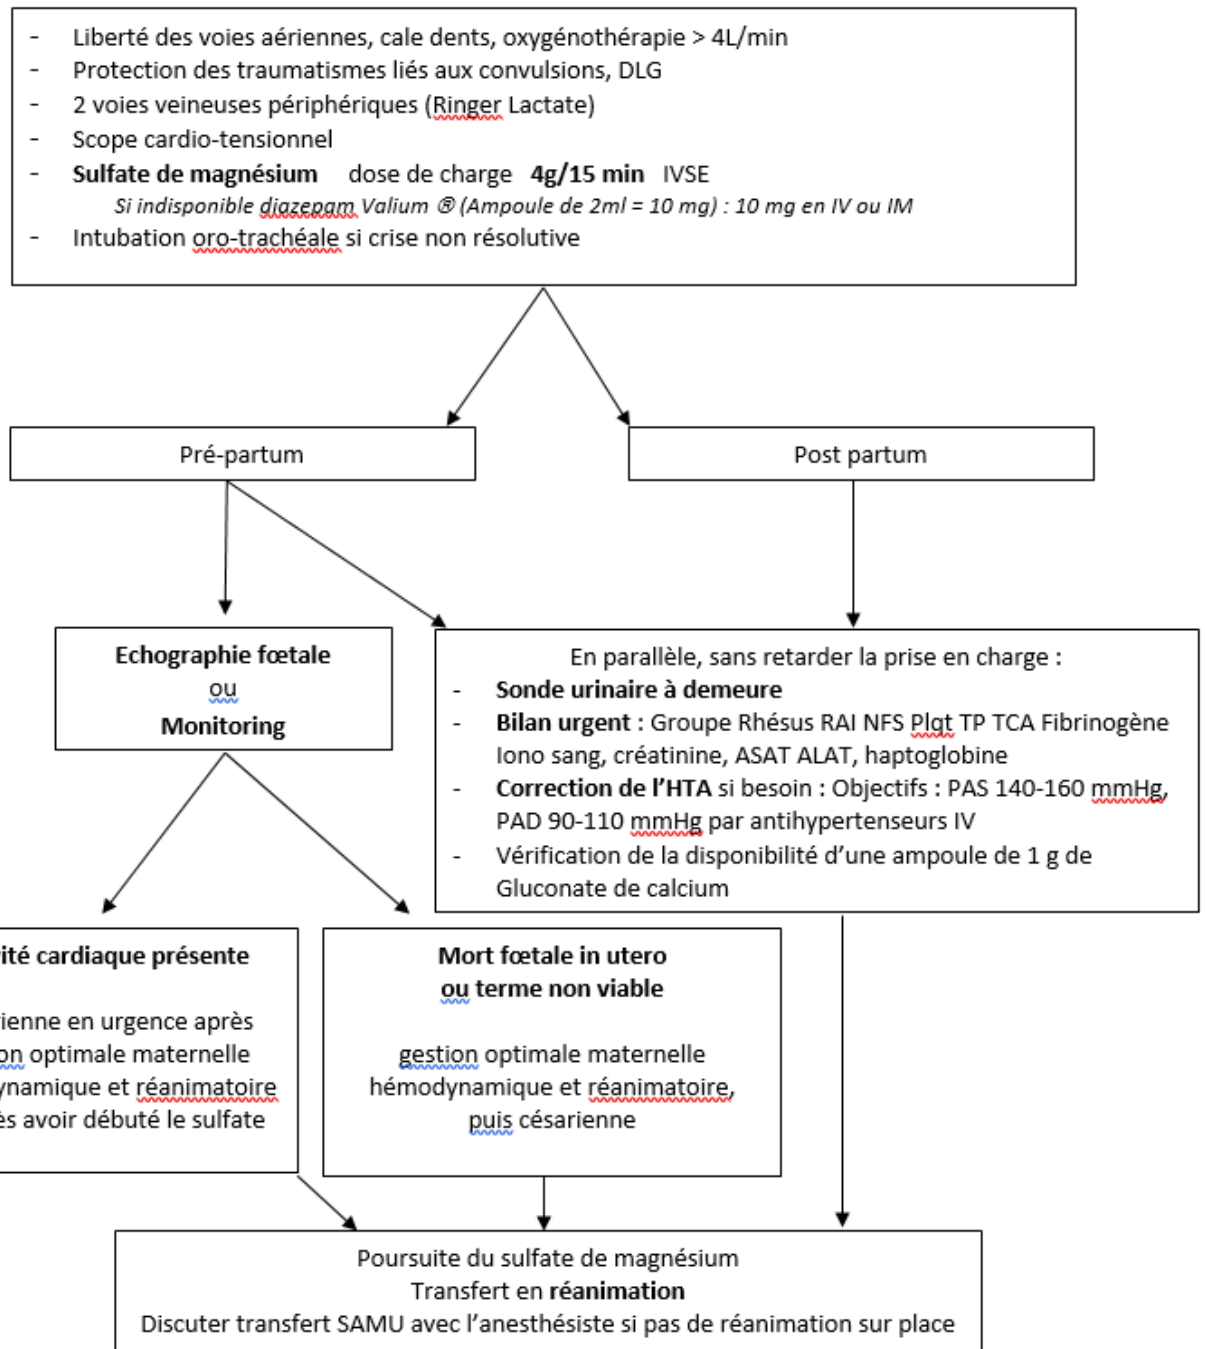 - Liberté des voies aériennes, cale dents, oxygénothérapie > 4L/min
- Protection des traumatismes liés aux convulsions, DLG
- 2 voies veineuses périphériques (Ringer Lactate)
- Scope cardio-tensionnel
- Sulfate de magnésium dose de charge 4g/15 min IVSE
Si indisponible diazepam Valium ® (Ampoule de 2ml = 10 mg) : 10 mg en IV ou IM
- Intubation oro-trachéale si crise non résolutive
Pré-partum
Post partum
Echographie fœtale
ou
Monitoring
En parallèle, sans retarder la prise en charge :
- Sonde urinaire à demeure
- Bilan urgent : Groupe Rhésus RAI NFS Plqt TP TCA Fibrinogène
Iono sang, créatinine, ASAT ALAT, haptoglobine
- Correction de l’HTA si besoin : Objectifs : PAS 140-160 mmHg,
PAD 90-110 mmHg par antihypertenseurs IV
- Vérification de la disponibilité d’une ampoule de 1 g de
Gluconate de calcium
cardiaque présente
en urgence après
optimale maternelle
et réanimatoire
avoir débuté le sulfate
Mort fœtale in utero
ou terme non viable
gestion optimale maternelle
hémodynamique et réanimatoire,
puis césarienne
Poursuite du sulfate de magnésium
Transfert en réanimation
Discuter transfert SAMU avec l’anesthésiste si pas de réanimation sur place